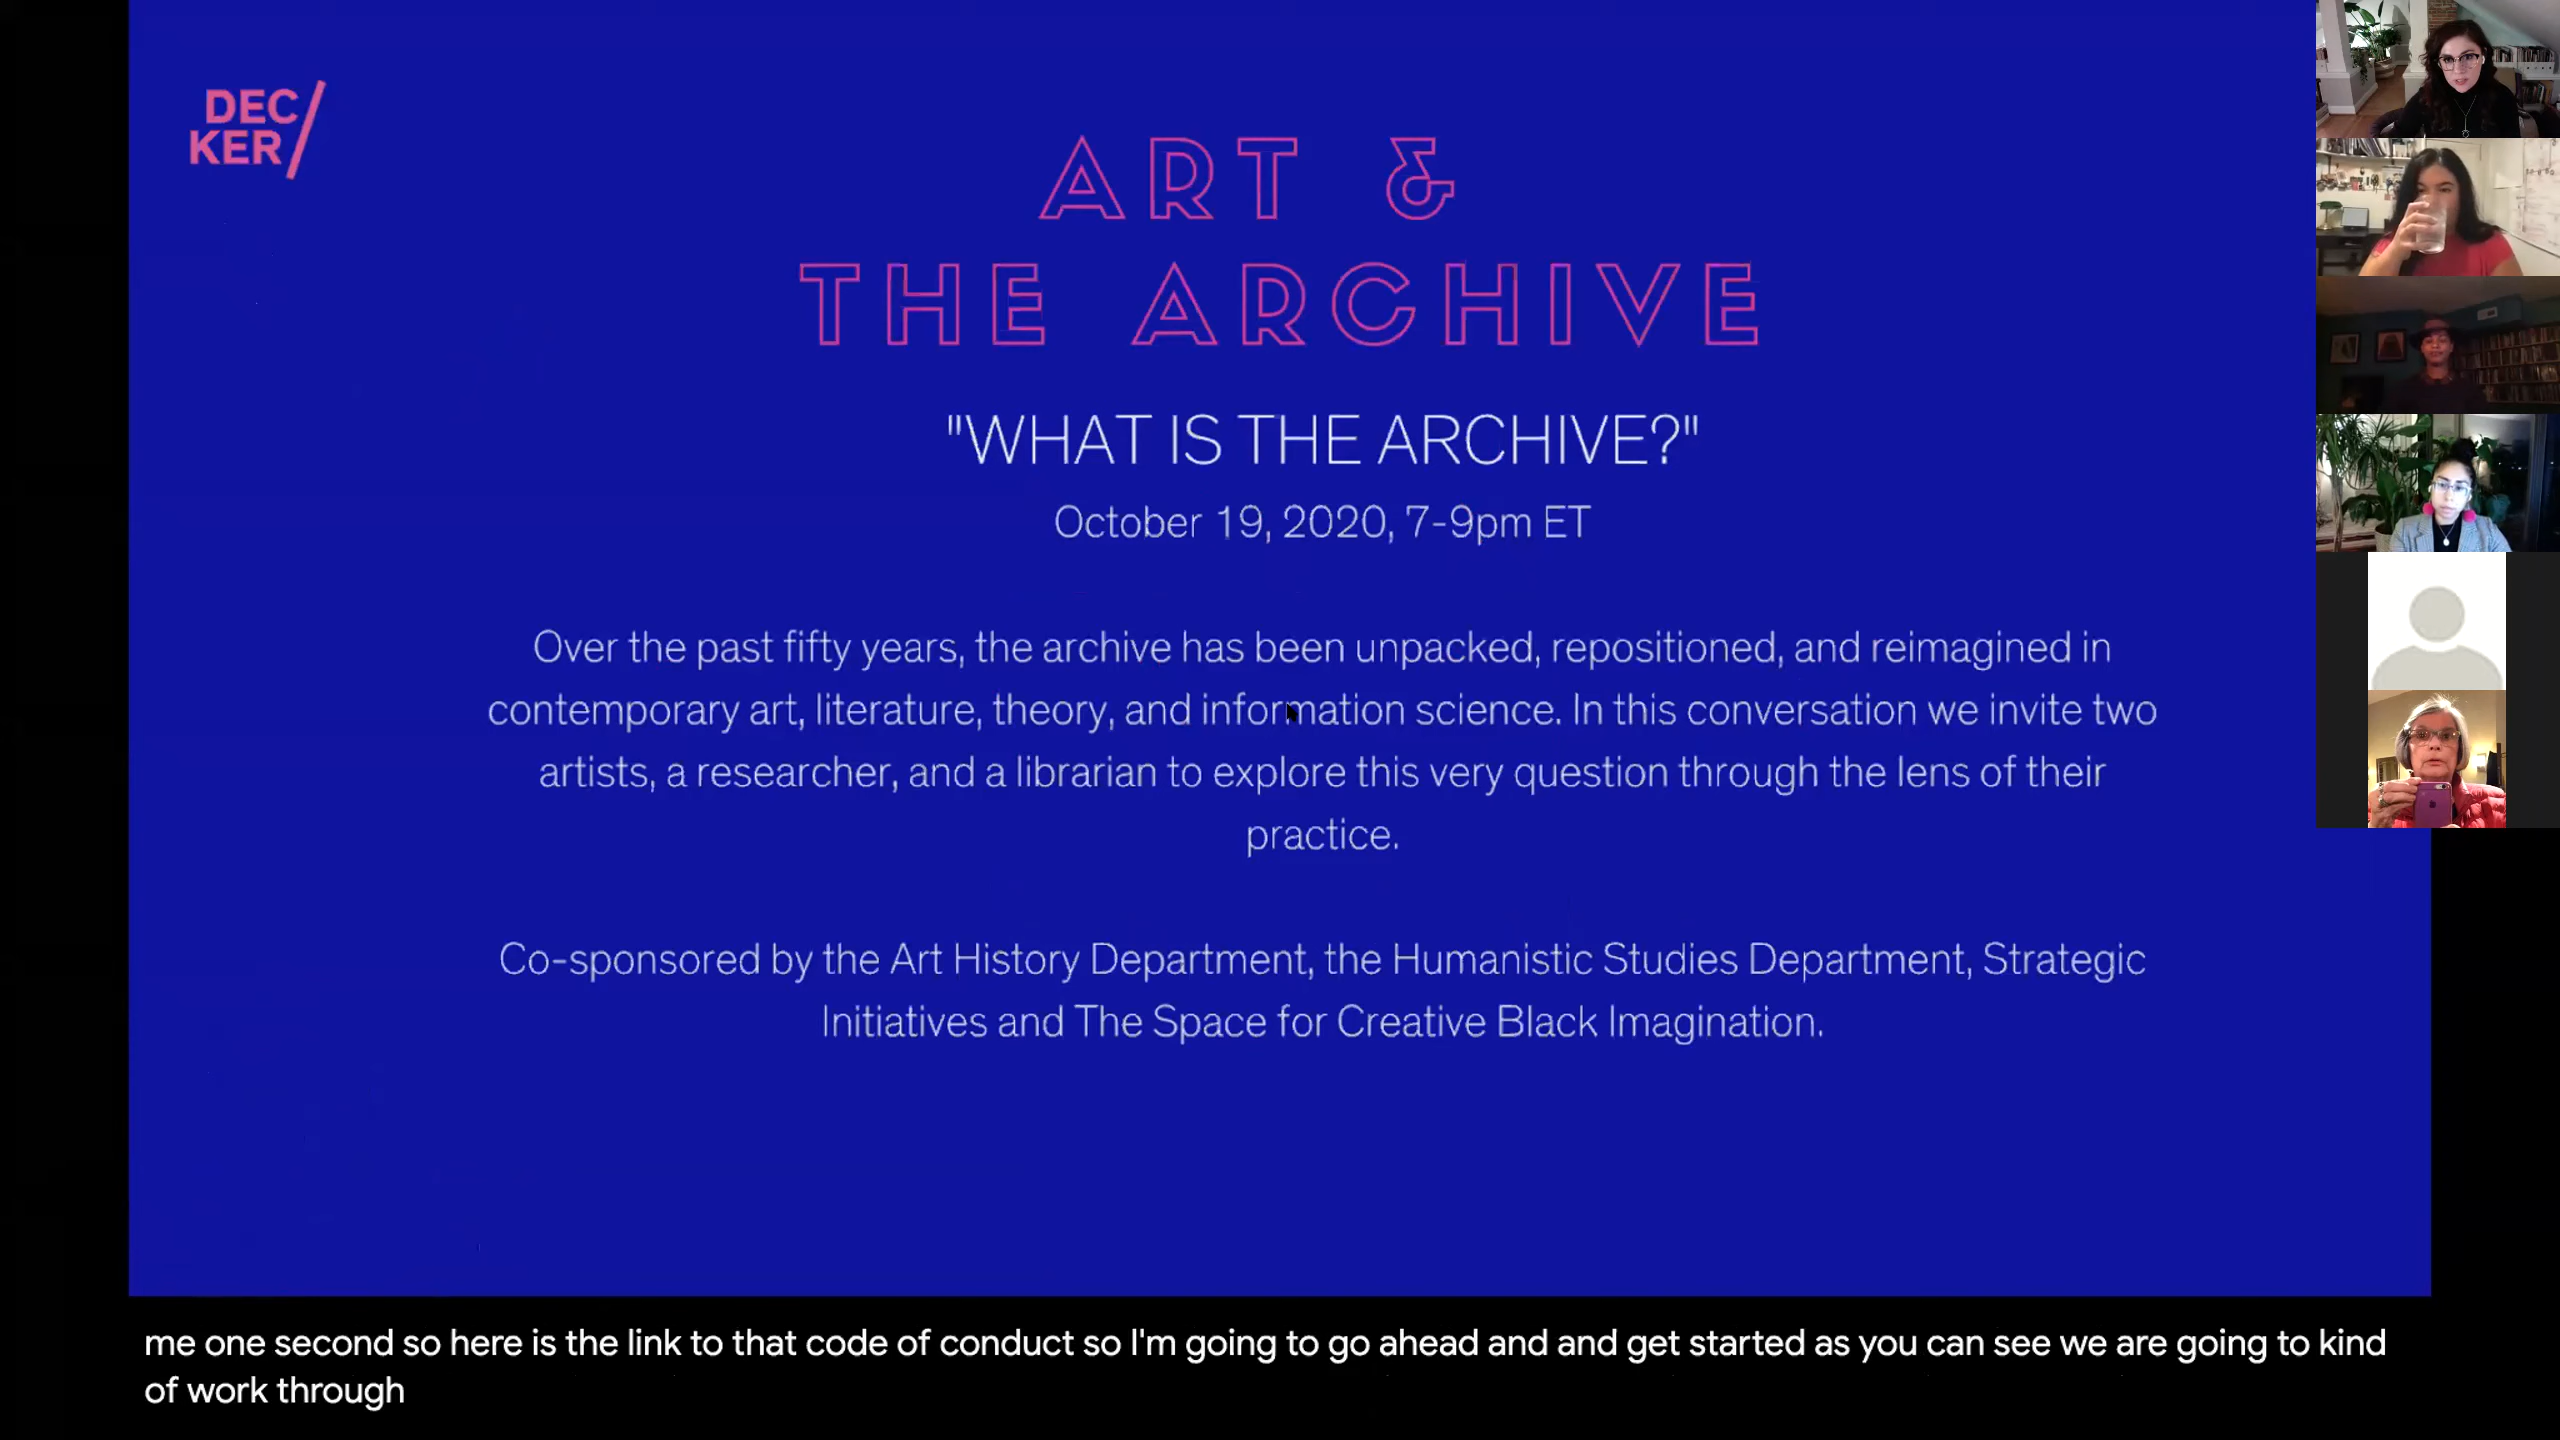 DEC/
KER
ART &
THE ARCHIVE
"WHAT IS THE ARCHIVE?"
October 19, 2020, 7-9pm ET
Over the past fifty years, the archive has been unpacked, repositioned, and reimagined in
contemporary art, literature, theory, and information science. In this conversation we invite two
artists, a researcher, and a librarian to explore this very question through the lens of their
practice.
Co-sponsored by the Art History Department, the Humanistic Studies Department, Strategic
Initiatives and The Space for Creative Black Imagination.
me one second so here is the link to that code of conduct so I'm going to go ahead and and get started as you can see we are going to kind
of work through